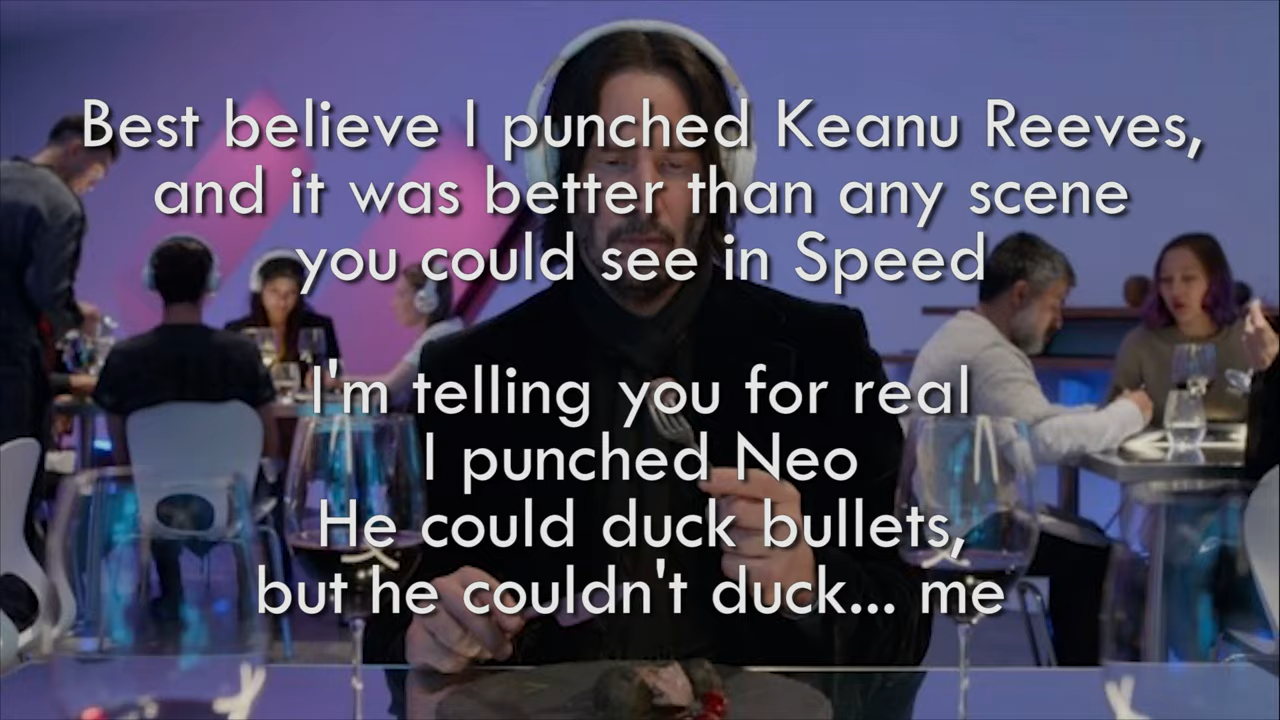 Best believe I punched Keanu Reeves,
and it was better than any scene
you could see in Speed
I'm telling you for real
I punched Neo
He could duck bullets,
but he couldn't duck... me